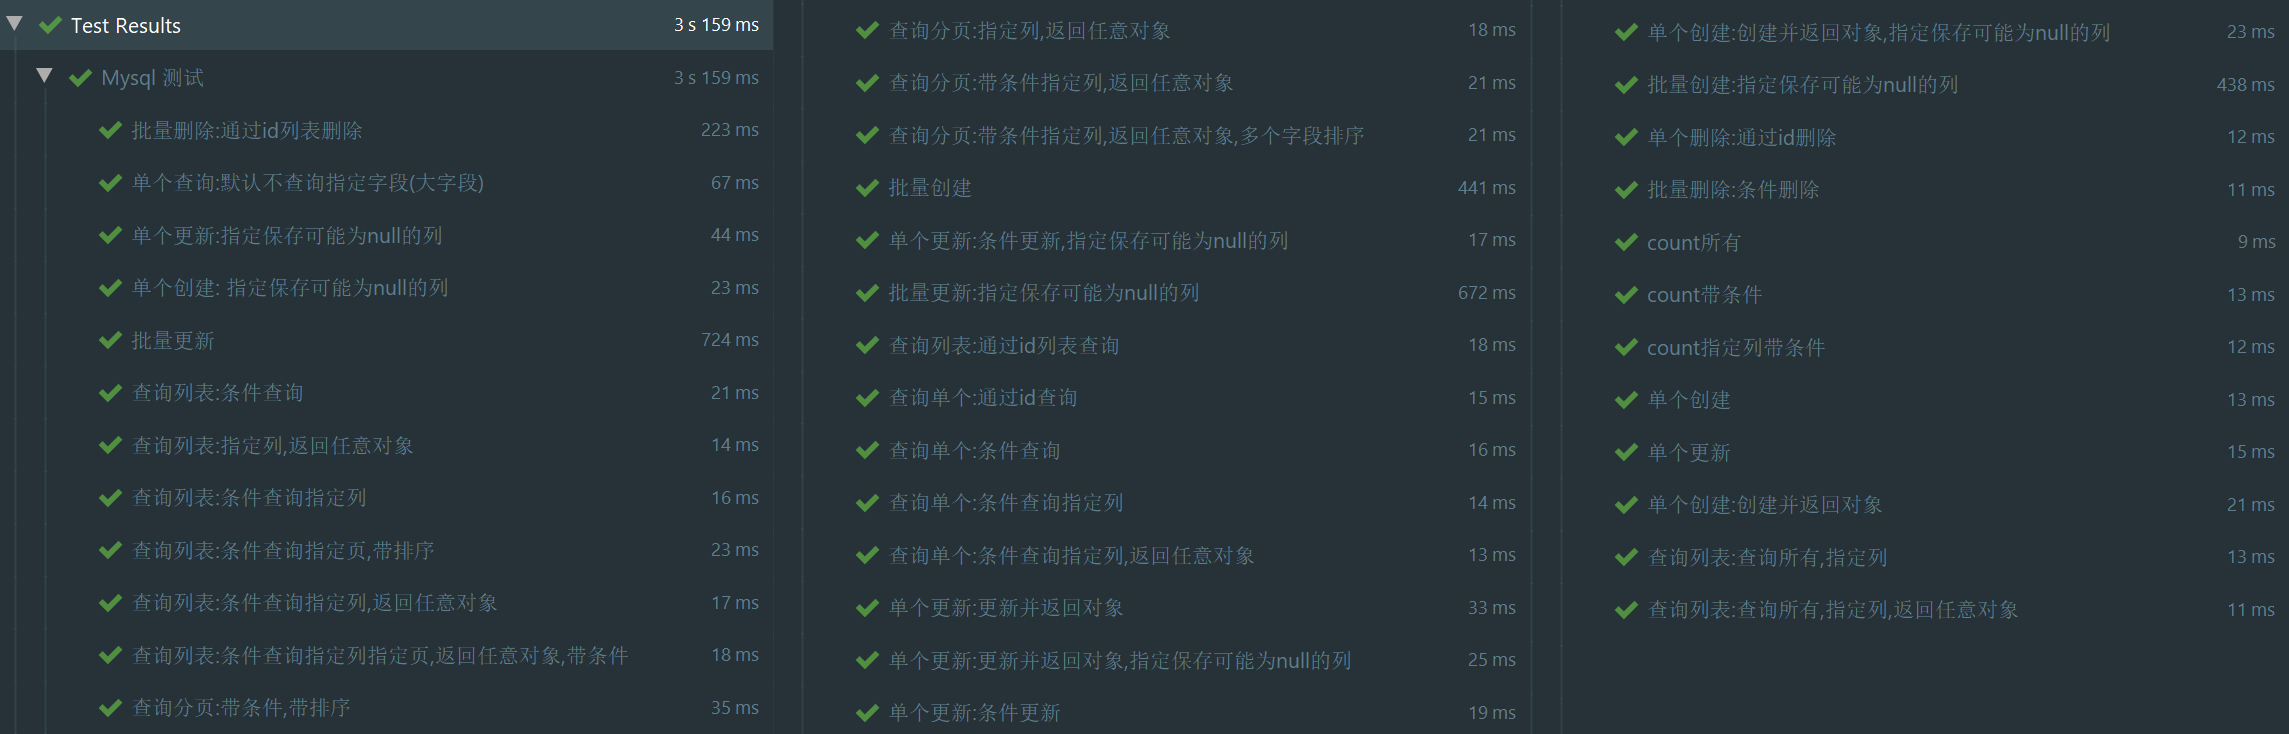 Test Results 3 s 159 ms
Mysql 测试 3 s 159 ms
批量删除:通过id列表删除 223 ms
单个查询:默认不查询指定字段(大字段) 67 ms
单个更新:指定保存可能为null的列 44 ms
单个创建: 指定保存可能为null的列 23 ms
批量更新 724 ms
查询列表:条件查询 21 ms
查询列表:指定列,返回任意对象 14 ms
查询列表:条件查询指定列 16 ms
查询列表:条件查询指定页,带排序 23 ms
查询列表:条件查询指定列,返回任意对象 17 ms
查询列表:条件查询指定列指定页,返回任意对象,带条件 18 ms
查询分页:带条件,带排序 35 ms
查询分页:指定列,返回任意对象 18 ms
查询分页:带条件指定列,返回任意对象 21 ms
查询分页:带条件指定列,返回任意对象,多个字段排序 21 ms
批量创建 441 ms
单个更新:条件更新,指定保存可能为null的列 17 ms
批量更新:指定保存可能为null的列 672 ms
查询列表:通过id列表查询 18 ms
查询单个:通过id查询 15 ms
查询单个:条件查询 16 ms
查询单个:条件查询指定列 14 ms
查询单个:条件查询指定列,返回任意对象 13 ms
单个更新:更新并返回对象 33 ms
单个更新:更新并返回对象,指定保存可能为null的列 25 ms
单个更新:条件更新 19 ms
单个创建:创建并返回对象,指定保存可能为null的列 23 ms
批量创建:指定保存可能为null的列 438 ms
单个删除:通过id删除 12 ms
批量删除:条件删除 11 ms
count所有 9 ms
count带条件 13 ms
count指定列带条件 12 ms
单个创建 13 ms
单个更新 15 ms
单个创建:创建并返回对象 21 ms
查询列表:查询所有,指定列 13 ms
查询列表:查询所有,指定列,返回任意对象 11 ms